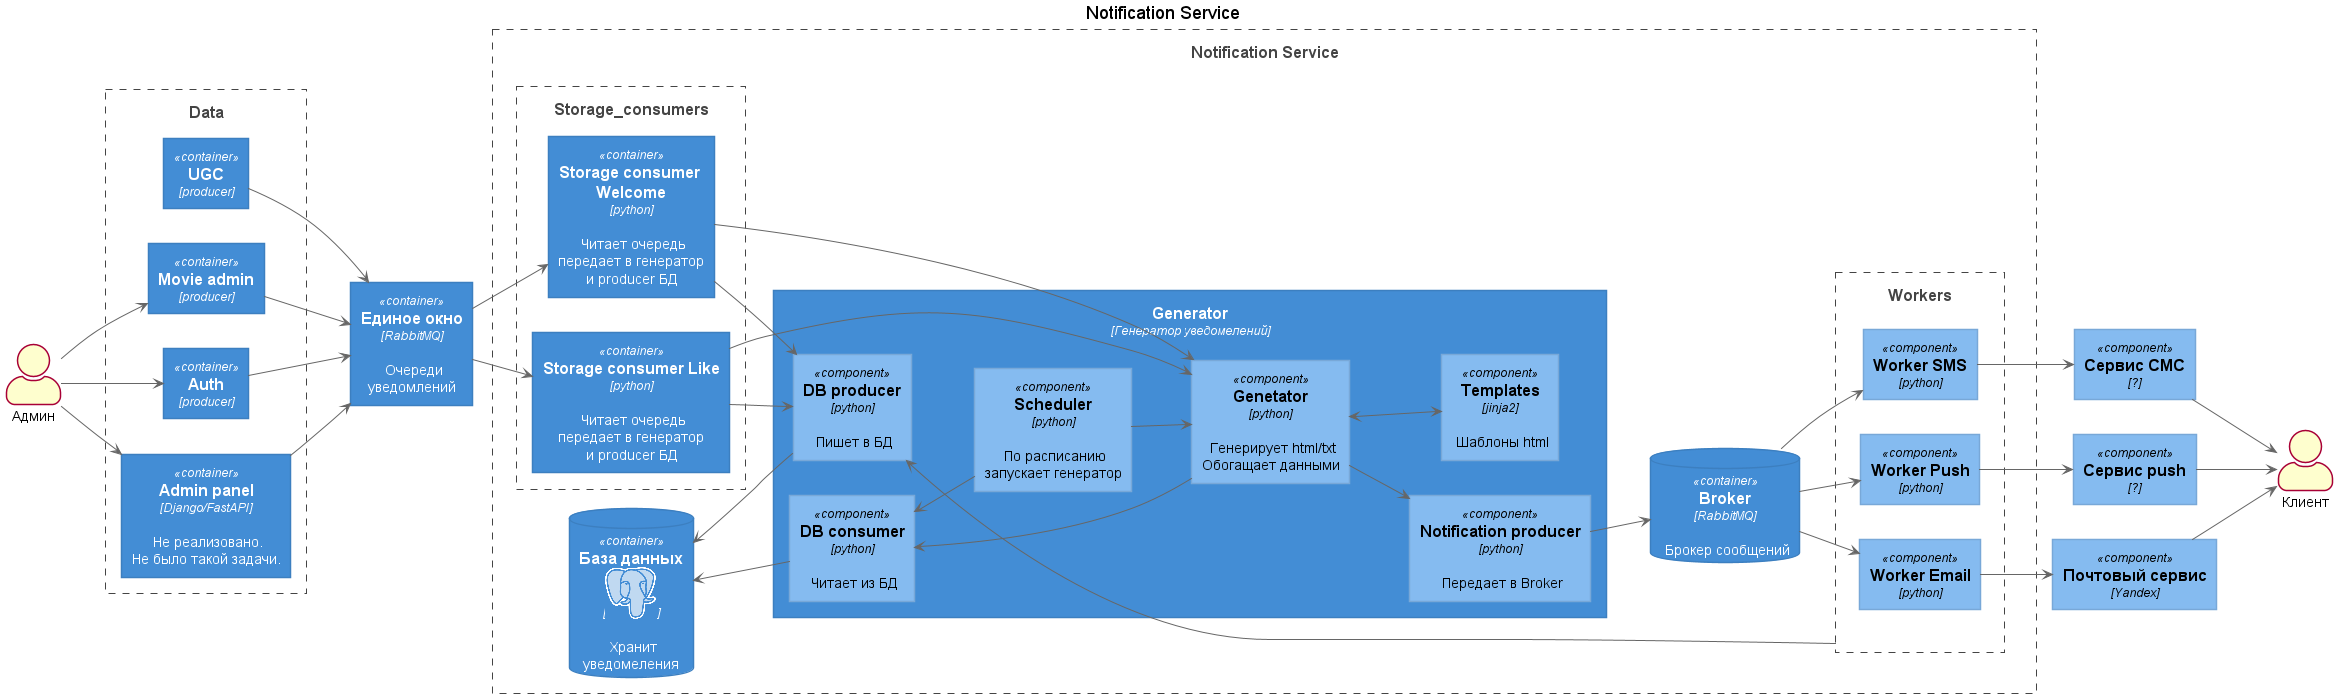 Notification Service
Notification Service
Админ
Data
«container»
UGC
[producer]
«container»
Movie admin
[producer]
«container»
Auth
[producer]
«container»
Admin panel
[Django/FastAPI]
Не реализовано.
Не было такой задачи.
«container»
Единое окно
[RabbitMQ]
Очереди
уведомлений
Storage_consumers
«container»
Storage consumer
Welcome
[python]
Читает очередь
передает в генератор
и producer БД
«container»
Storage consumer Like
[python]
Читает очередь
передает в генератор
и producer БД
«container»
База данных
[ ]
Хранит
уведомеления
Generator
[Генератор уведомелений]
«component»
DB producer
[python]
Пишет в БД
«component»
DB consumer
[python]
Читает из БД
«component»
Scheduler
[python]
По расписанию
запускает генератор
«component»
Genetator
[python]
Генерирует html/txt
Обогащает данными
«component»
Templates
[jinja2]
Шаблоны html
«component»
Notification producer
[python]
Передает в Broker
«container»
Broker
[RabbitMQ]
Брокер сообщений
Workers
«component»
Worker SMS
[python]
«component»
Worker Push
[python]
«component»
Worker Email
[python]
«component»
Сервис СМС
[?]
«component»
Сервис push
[?]
«component»
Почтовый сервис
[Yandex]
Клиент